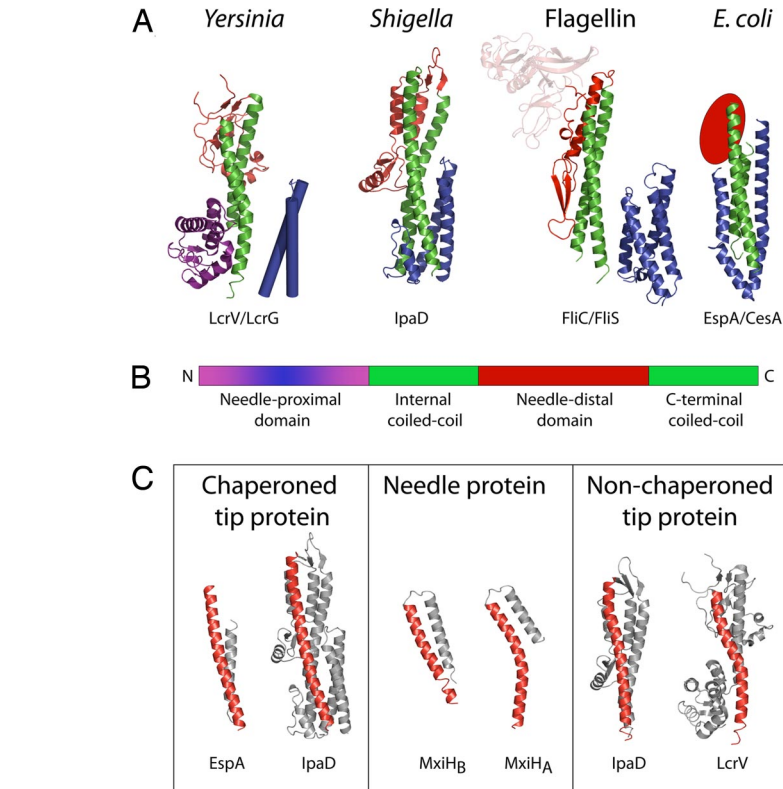 A
Yersinia Shigella Flagellin E. coli
LcrV/LcrG IpaD FliC/FliS EspA/CesA
B
N C
Needle-proximal domain
Internal coiled-coil
Needle-distal domain
C-terminal coiled-coil
C
Chaperoned tip protein
Needle protein
Non-chaperoned tip protein
EspA IpaD MxiHB MxiHA IpaD LcrV